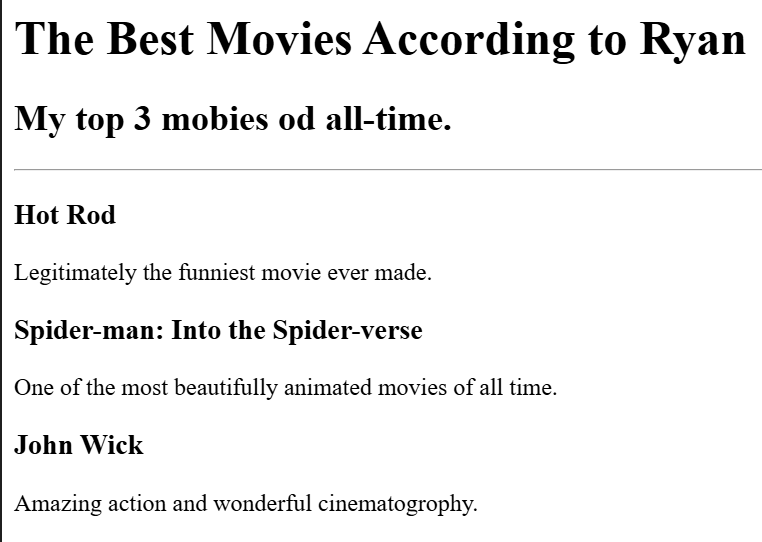 The Best Movies According to Ryan
My top 3 mobies od all-time.
Hot Rod
Legitimately the funniest movie ever made.
Spider-man: Into the Spider-verse
One of the most beautifully animated movies of all time.
John Wick
Amazing action and wonderful cinematogrophy.